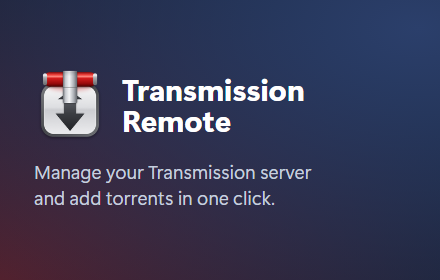 Transmission
Remote
Manage your Transmission server
and add torrents in one click.